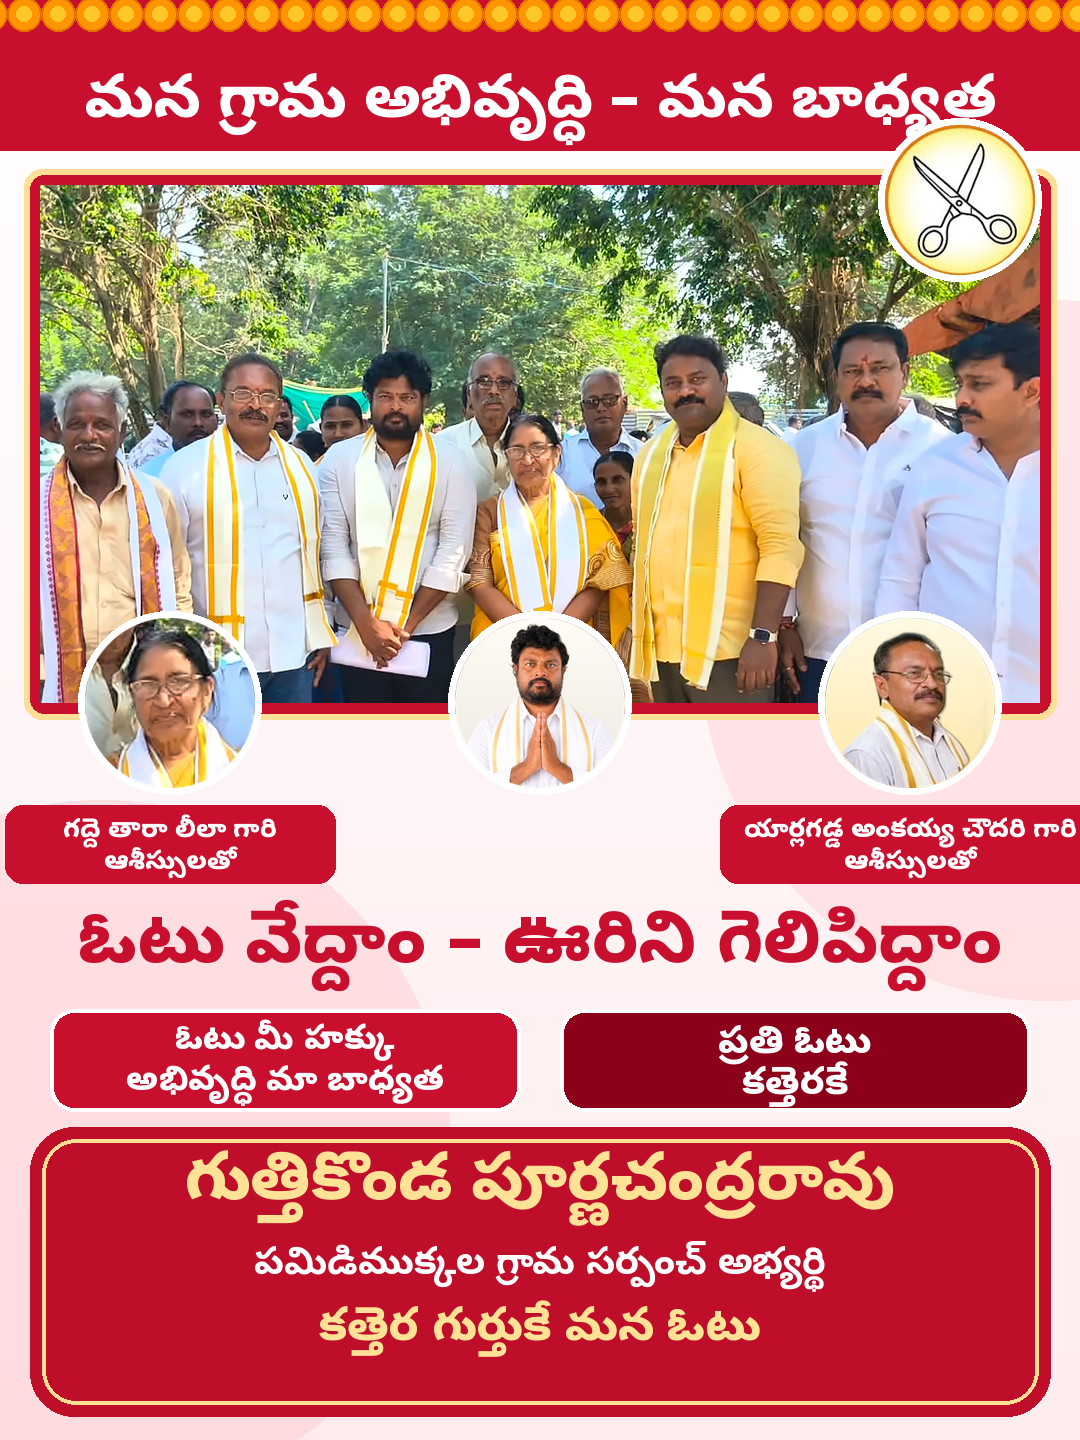 మన గ్రామ అభివృద్ధి - మన బాధ్యత
గద్దె తారా లీలా గారి
ఆశీస్సులతో
యార్లగడ్డ అంకయ్య చౌదరి గారి
ఆశీస్సులతో
ఓటు వేద్దాం - ఊరిని గెలిపిద్దాం
ఓటు మీ హక్కు
అభివృద్ధి మా బాధ్యత
ప్రతి ఓటు
కత్తెరకే
గుత్తికొండ పూర్ణచంద్రరావు
పమిడిముక్కల గ్రామ సర్పంచ్ అభ్యర్థి
కత్తెర గుర్తుకే మన ఓటు